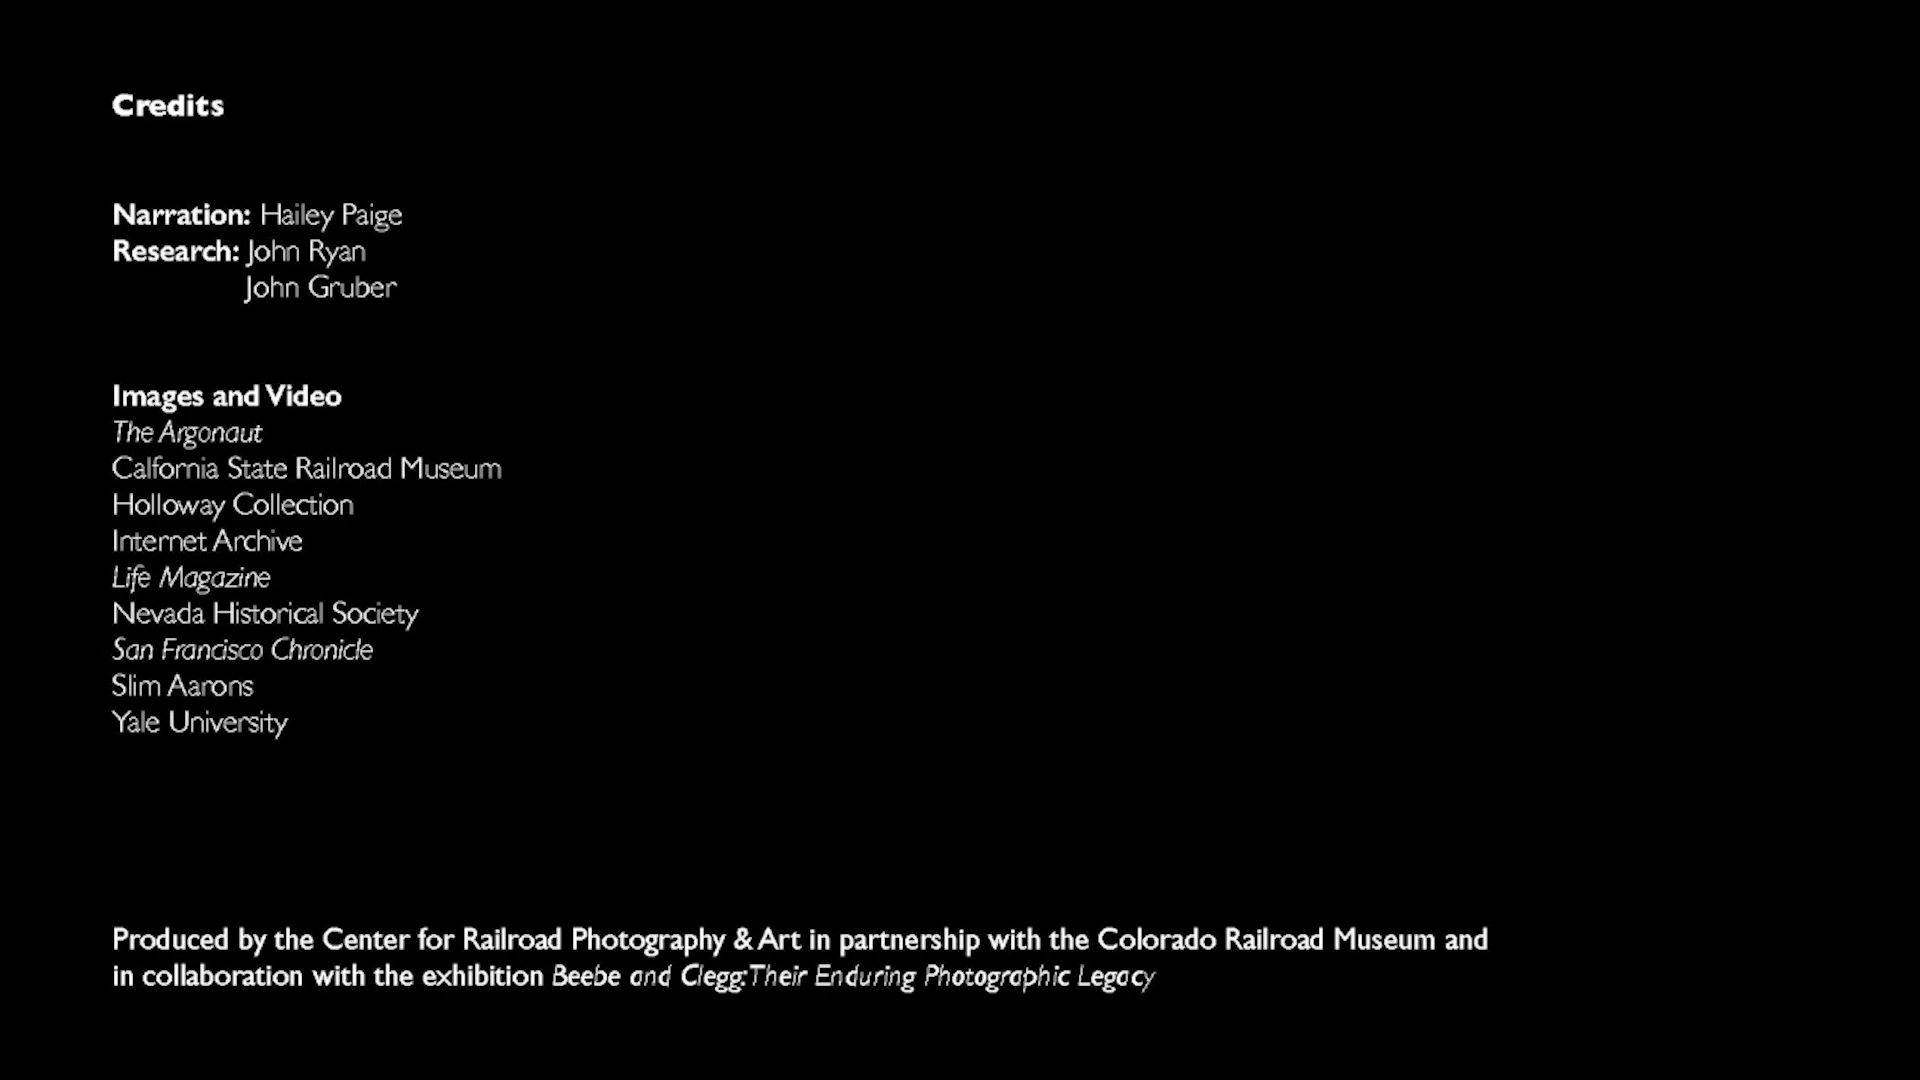 Credits
Narration: Hailey Paige
Research: John Ryan
John Gruber
Images and Video
The Argonaut
Calfornia State Railroad Museum
Holloway Collection
Internet Archive
Life Magazine
Nevada Historical Society
San Francisco Chronicle
Slim Aarons
Yale University
Produced by the Center for Railroad Photography & Art in partnership with the Colorado Railroad Museum and
in collaboration with the exhibition Beebe and Clegg: Their Enduring Photographic Legacy